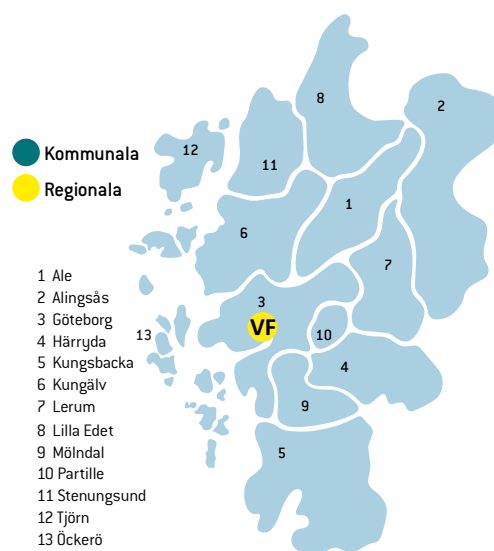 Kommunala
Regionala
8
2
12
11
1
6
7
3
VF
13
10
4
9
5
1 Ale
2 Alingsås
3 Göteborg
4 Härryda
5 Kungsbacka
6 Kungälv
7 Lerum
8 Lilla Edet
9 Mölndal
10 Partille
11 Stenungsund
12 Tjörn
13 Öckerö